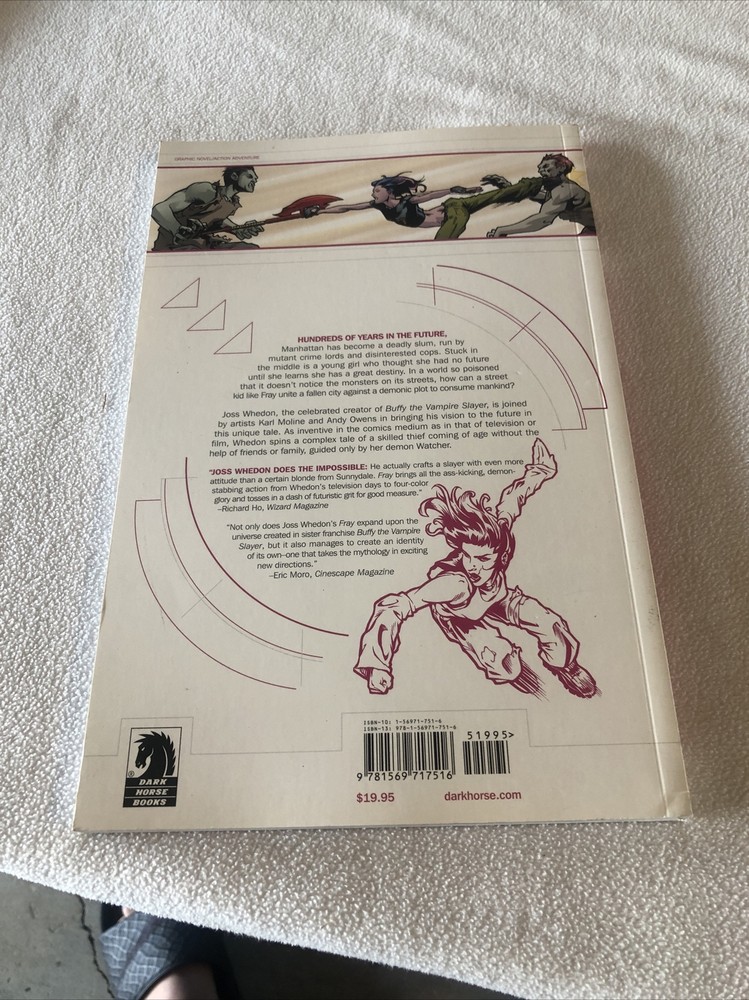 GRAPHIC NOVEL/ACTION ADVENTURE
HUNDREDS OF YEARS IN THE FUTURE,
Manhattan has become a deadly slum, run by
mutant crime lords and disinterested cops. Stuck in
the middle is a young girl who thought she had no future
until she learns she has a great destiny. In a world so poisoned
that it doesn't notice the monsters on its streets, how can a street
kid like Fray unite a fallen city against a demonic plot to consume mankind?
Joss Whedon, the celebrated creator of Buffy the Vampire Slayer, is joined
by artists Karl Moline and Andy Owens in bringing his vision to the future in
this unique tale. As inventive in the comics medium as in that of television or
film, Whedon spins a complex tale of a skilled thief coming of age without the
help of friends or family, guided only by her demon Watcher.
"JOSS WHEDON DOES THE IMPOSSIBLE: He actually crafts a slayer with even more
attitude than a certain blonde from Sunnydale. Fray brings all the ass-kicking, demon-
stabbing action from Whedon's television days to four-color
glory and tosses in a dash of futuristic grit for good measure."
–Richard Ho, Wizard Magazine
"Not only does Joss Whedon's Fray expand upon the
universe created in sister franchise Buffy the Vampire
Slayer, but it also manages to create an identity
of its own–one that takes the mythology in exciting
new directions."
–Eric Moro, Cinescape Magazine
ISBN-10: 1-56971-751-6
ISBN-13: 978-1-56971-751-6
51995>
9 781569 717516
®
DARK
HORSE
BOOKS
$19.95
darkhorse.com